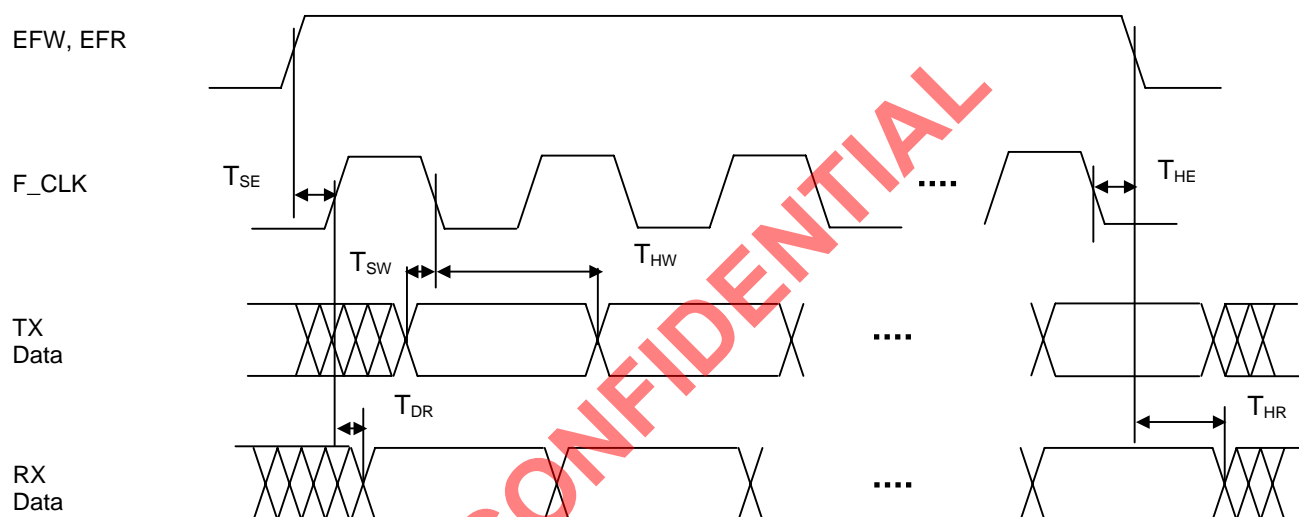 EFW, EFR
F_CLK
TSE
THE
TSW
THW
TX
Data
TDR
THR
RX
Data
CONFIDENTIAL